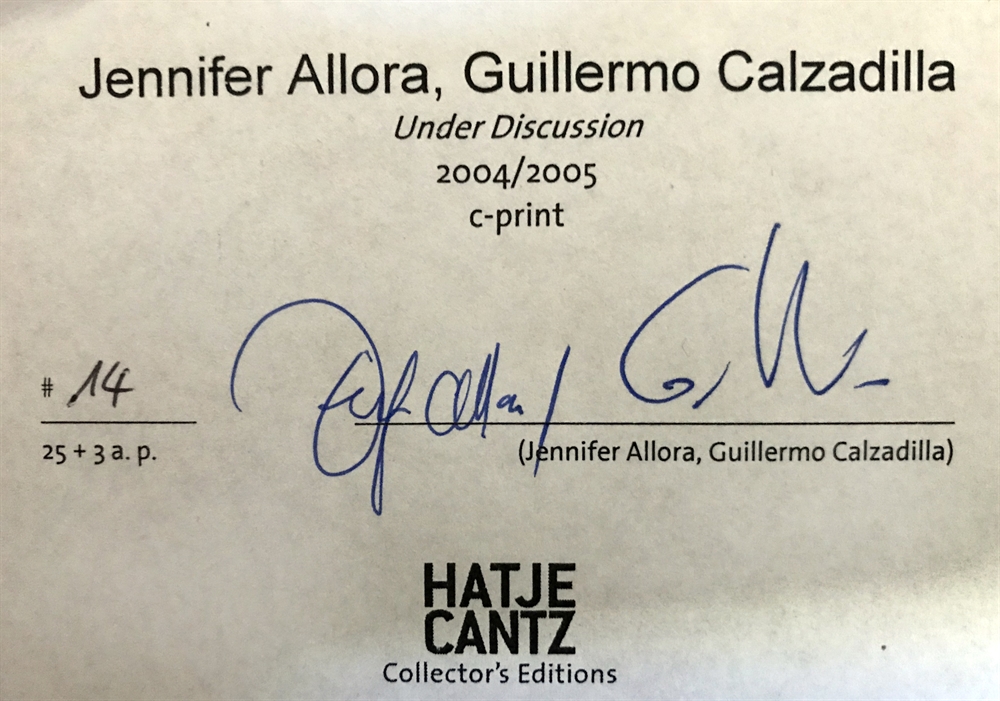 Jennifer Allora, Guillermo Calzadilla
Under Discussion
2004/2005
c-print
# 14
25 + 3 a. p.
(Jennifer Allora, Guillermo Calzadilla)
HATJE
CANTZ
Collector's Editions